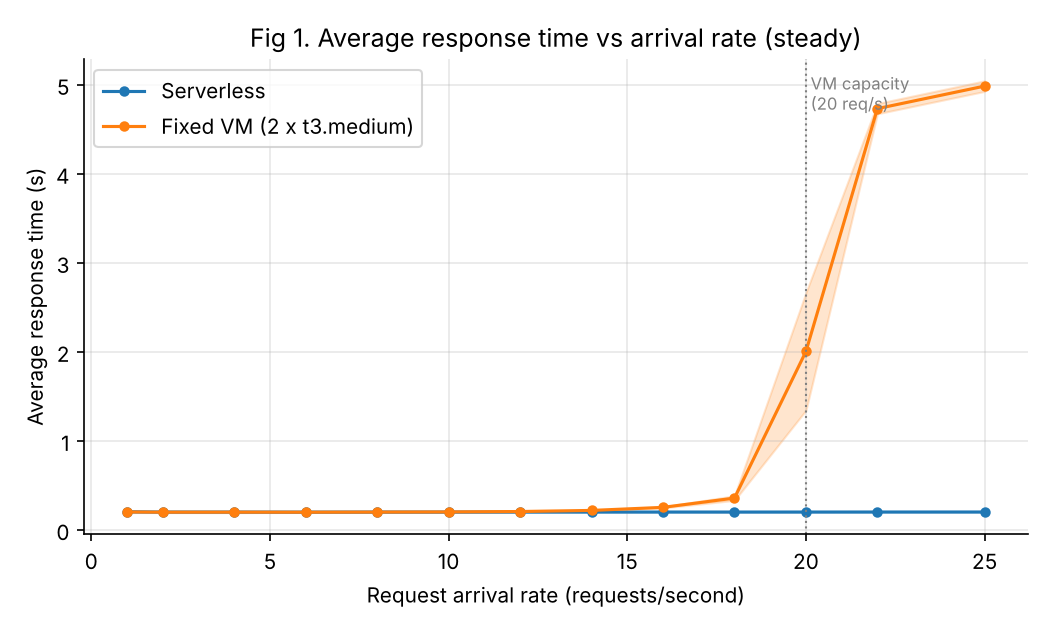 Fig 1. Average response time vs arrival rate (steady)
Serverless
Fixed VM (2 x t3.medium)
VM capacity
(20 req/s)
Average response time (s)
5
4
3
2
1
0
0
5
10
15
20
25
Request arrival rate (requests/second)